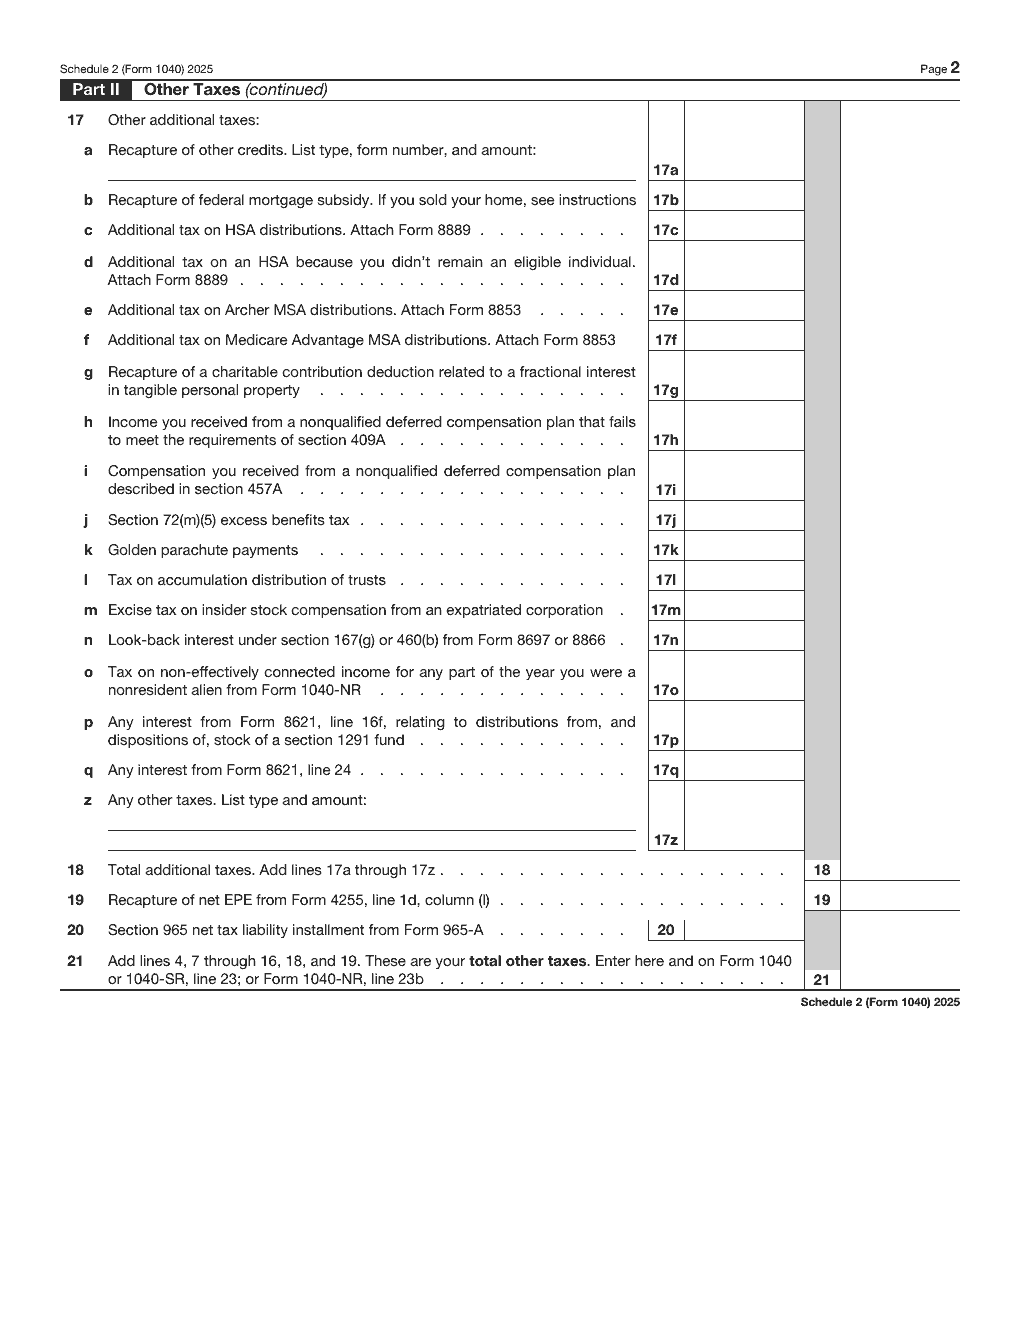 Schedule 2 (Form 1040) 2025 Page 2
Part II Other Taxes (continued)
17 Other additional taxes:
a Recapture of other credits. List type, form number, and amount:
17a
b Recapture of federal mortgage subsidy. If you sold your home, see instructions 17b
c Additional tax on HSA distributions. Attach Form 8889 . . . . . . . . 17c
d Additional tax on an HSA because you didn't remain an eligible individual.
Attach Form 8889 . . . . . . . . . . . . . . . . . . . . 17d
e Additional tax on Archer MSA distributions. Attach Form 8853 . . . . . 17e
f Additional tax on Medicare Advantage MSA distributions. Attach Form 8853 17f
g Recapture of a charitable contribution deduction related to a fractional interest
in tangible personal property . . . . . . . . . . . . . . . . 17g
h Income you received from a nonqualified deferred compensation plan that fails
to meet the requirements of section 409A . . . . . . . . . . . . 17h
i Compensation you received from a nonqualified deferred compensation plan
described in section 457A . . . . . . . . . . . . . . . . . 17i
j Section 72(m)(5) excess benefits tax . . . . . . . . . . . . . . 17j
k Golden parachute payments . . . . . . . . . . . . . . . . 17k
l Tax on accumulation distribution of trusts . . . . . . . . . . . . 17l
m Excise tax on insider stock compensation from an expatriated corporation . 17m
n Look-back interest under section 167(g) or 460(b) from Form 8697 or 8866 . 17n
o Tax on non-effectively connected income for any part of the year you were a
nonresident alien from Form 1040-NR . . . . . . . . . . . . . 17o
p Any interest from Form 8621, line 16f, relating to distributions from, and
dispositions of, stock of a section 1291 fund . . . . . . . . . . . 17p
q Any interest from Form 8621, line 24 . . . . . . . . . . . . . . 17q
z Any other taxes. List type and amount:
17z
18 Total additional taxes. Add lines 17a through 17z . . . . . . . . . . . . . . . . . . 18
19 Recapture of net EPE from Form 4255, line 1d, column (l) . . . . . . . . . . . . . . . 19
20 Section 965 net tax liability installment from Form 965-A . . . . . . . 20
21 Add lines 4, 7 through 16, 18, and 19. These are your total other taxes. Enter here and on Form 1040
or 1040-SR, line 23; or Form 1040-NR, line 23b . . . . . . . . . . . . . . . . . . 21
Schedule 2 (Form 1040) 2025